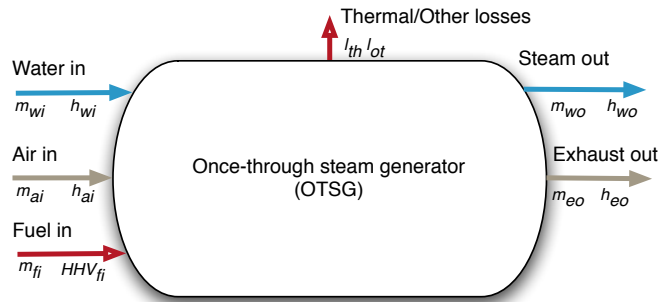 Thermal/Other losses
l_th l_ot
Water in
m_wi h_wi
Steam out
m_wo h_wo
Air in
m_ai h_ai
Once-through steam generator
(OTSG)
Exhaust out
m_eo h_eo
Fuel in
m_fi HHV_fi